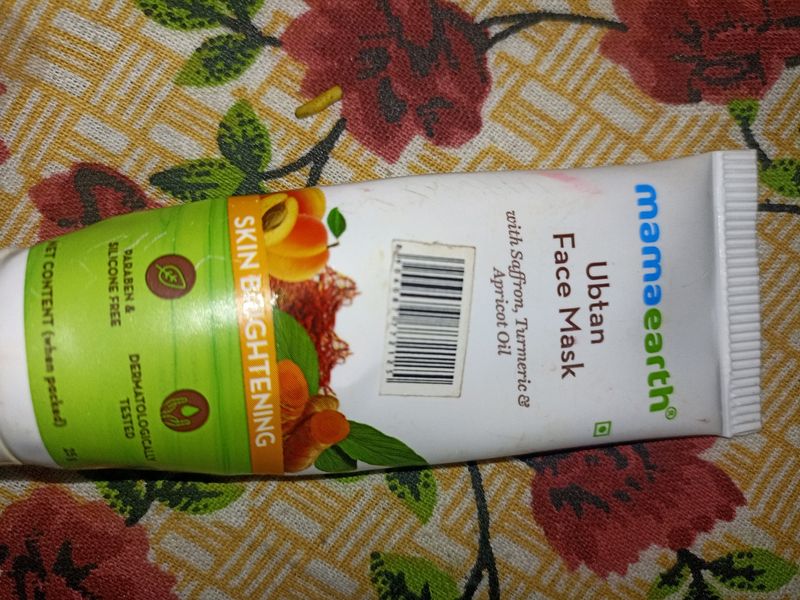 mamaearth®
Ubtan
Face Mask
with Saffron, Turmeric &
Apricot Oil
SKIN BRIGHTENING
PARABEN &
SILICONE FREE
DERMATOLOGICALLY
TESTED
NET CONTENT (when packed)